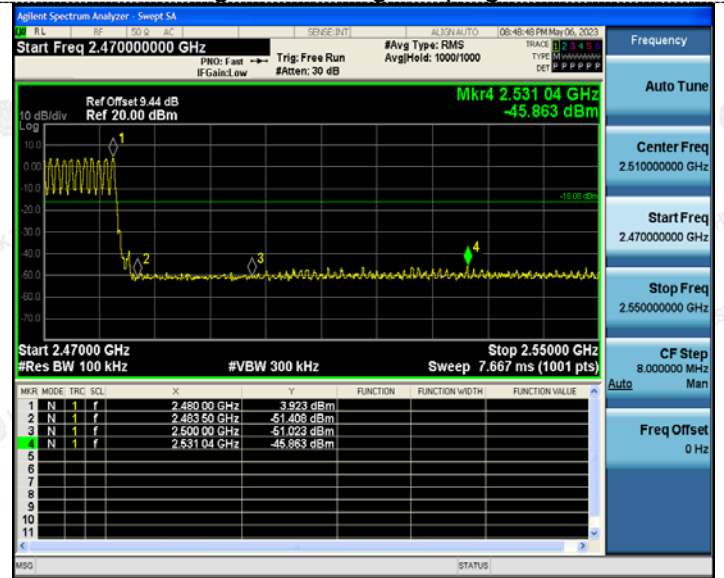 Agilent Spectrum Analyzer - Swept SA
RL RF 50 Ω AC SENSE:INT ALIGN AUTO 08:48:48 PM May 06, 2023
Start Freq 2.470000000 GHz
PNO: Fast
IFGain:Low
Trig: Free Run
#Atten: 30 dB
#Avg Type: RMS
Avg|Hold: 1000/1000
TRACE 1 2 3 4 5 6
TYPE M
DET P P P P P P
Mkr4 2.531 04 GHz
-45.863 dBm
Ref Offset 9.44 dB
10 dB/div Ref 20.00 dBm
Log
10.0
0.00
-10.0
-20.0
-30.0
-40.0
-50.0
-60.0
-70.0
1
2
3
4
-16.08 dBm
Start 2.47000 GHz Stop 2.55000 GHz
#Res BW 100 kHz #VBW 300 kHz Sweep 7.667 ms (1001 pts)
MKR MODE TRC SCL X Y FUNCTION FUNCTION WIDTH FUNCTION VALUE
1 N 1 f 2.480 00 GHz 3.923 dBm
2 N 1 f 2.483 50 GHz -51.408 dBm
3 N 1 f 2.500 00 GHz -51.023 dBm
4 N 1 f 2.531 04 GHz -45.863 dBm
5
6
7
8
9
10
11
MSG STATUS
Frequency
Auto Tune
Center Freq
2.510000000 GHz
Start Freq
2.470000000 GHz
Stop Freq
2.550000000 GHz
CF Step
8.000000 MHz
Auto Man
Freq Offset
0 Hz